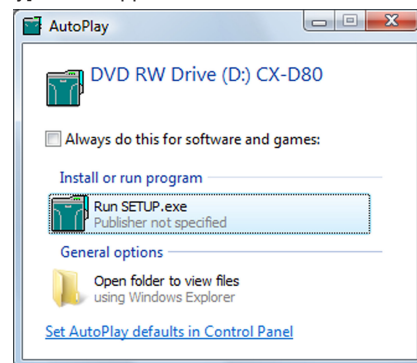 AutoPlay
DVD RW Drive (D:) CX-D80
Always do this for software and games:
Install or run program
Run SETUP.exe
Publisher not specified
General options
Open folder to view files
using Windows Explorer
Set AutoPlay defaults in Control Panel